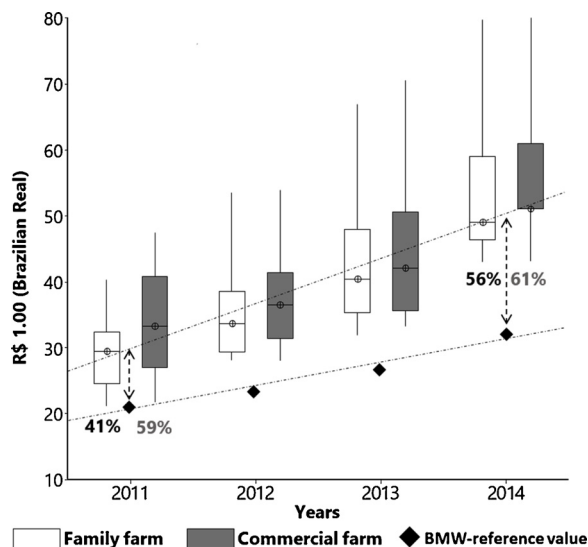 80
70
60
50
40
30
20
10
R$ 1.00 (Brazilian Real)
56% 61%
41% 59%
2011 2012 2013 2014
Years
Family farm Commercial farm BMW-reference value